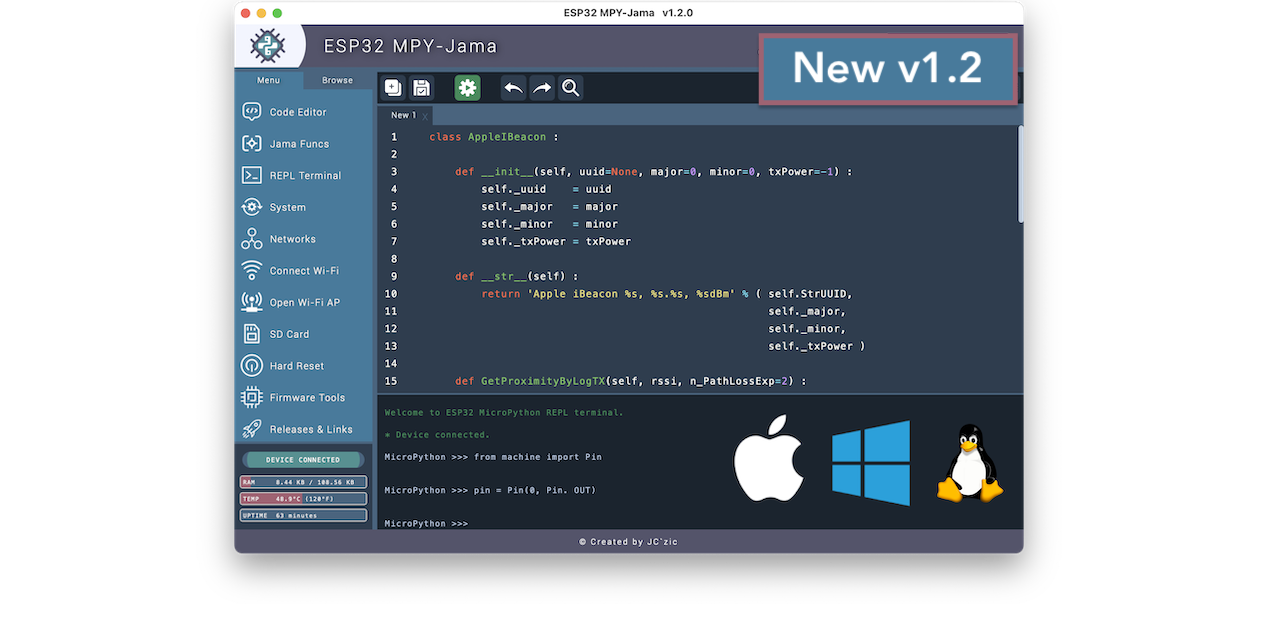 ESP32 MPY-Jama v1.2.0
ESP32 MPY-Jama
New v1.2
Menu
Browse
Code Editor
Jama Funcs
REPL Terminal
System
Networks
Connect Wi-Fi
Open Wi-Fi AP
SD Card
Hard Reset
Firmware Tools
Releases & Links
DEVICE CONNECTED
RAM 8.44 KB / 108.56 KB
TEMP 48.9°C (120°F)
UPTIME 63 minutes
New 1 x
1 class AppleIBeacon :
2
3 def __init__(self, uuid=None, major=0, minor=0, txPower=-1) :
4 self._uuid = uuid
5 self._major = major
6 self._minor = minor
7 self._txPower = txPower
8
9 def __str__(self) :
10 return 'Apple iBeacon %s, %s.%s, %sdBm' % ( self.StrUUID,
11 self._major,
12 self._minor,
13 self._txPower )
14
15 def GetProximityByLogTX(self, rssi, n_PathLossExp=2) :
Welcome to ESP32 MicroPython REPL terminal.
* Device connected.
MicroPython >>> from machine import Pin
MicroPython >>> pin = Pin(0, Pin. OUT)
MicroPython >>>
© Created by JC`zic